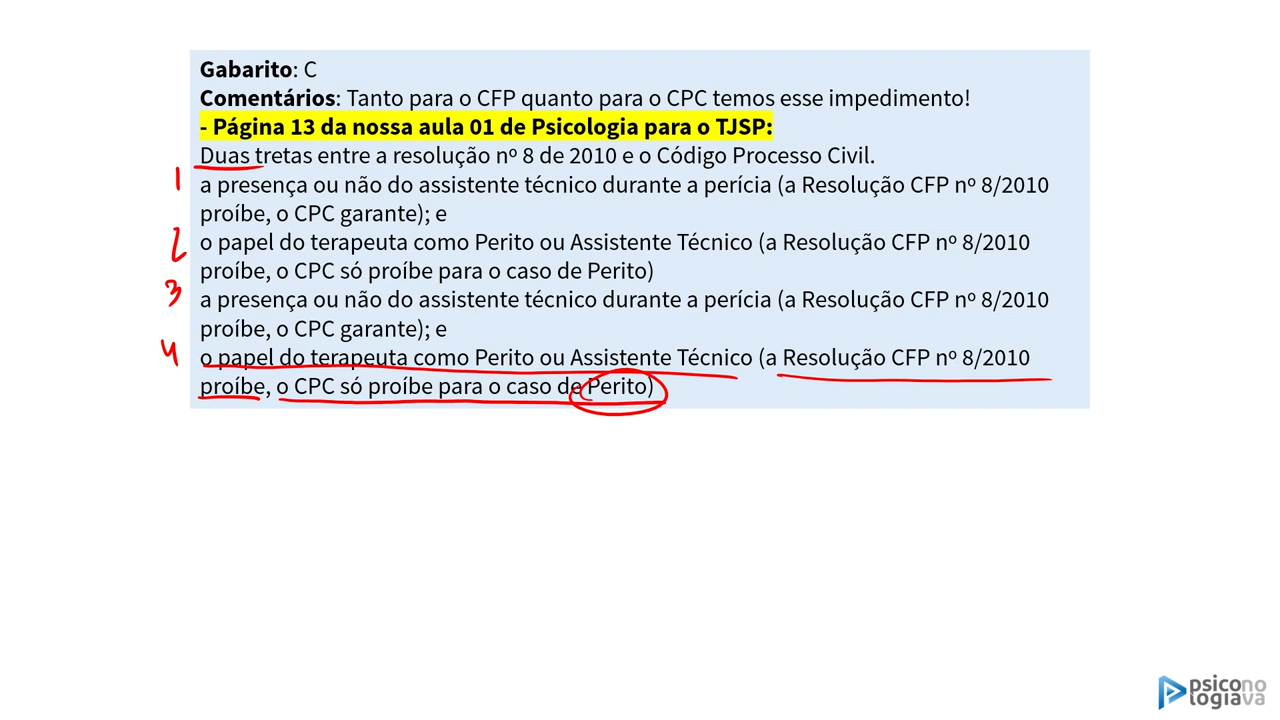 Gabarito: C
Comentários: Tanto para o CFP quanto para o CPC temos esse impedimento!
- Página 13 da nossa aula 01 de Psicologia para o TJSP:
Duas tretas entre a resolução nº 8 de 2010 e o Código Processo Civil.
1 a presença ou não do assistente técnico durante a perícia (a Resolução CFP nº 8/2010
proíbe, o CPC garante); e
2 o papel do terapeuta como Perito ou Assistente Técnico (a Resolução CFP nº 8/2010
proíbe, o CPC só proíbe para o caso de Perito)
3 a presença ou não do assistente técnico durante a perícia (a Resolução CFP nº 8/2010
proíbe, o CPC garante); e
4 o papel do terapeuta como Perito ou Assistente Técnico (a Resolução CFP nº 8/2010
proíbe, o CPC só proíbe para o caso de Perito)
psicono
logiava